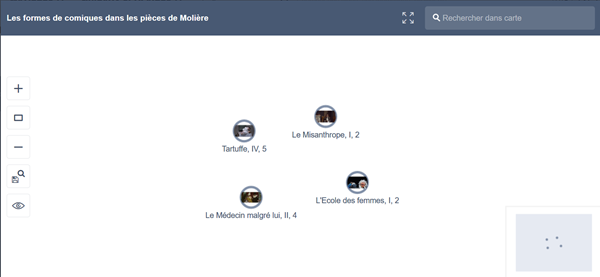 Les formes de comiques dans les pièces de Molière
Rechercher dans carte
Le Misanthrope, I, 2
Tartuffe, IV, 5
L'Ecole des femmes, I, 2
Le Médecin malgré lui, II, 4